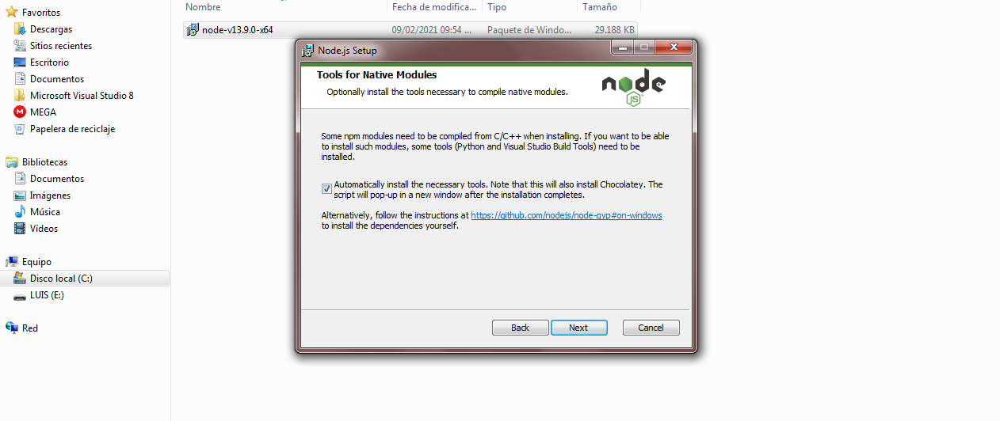 Nombre
Fecha de modifica...
Tipo
Tamaño
Favoritos
Descargas
Sitios recientes
Escritorio
Documentos
Microsoft Visual Studio 8
MEGA
Papelera de reciclaje
Bibliotecas
Documentos
Imágenes
Música
Vídeos
Equipo
Disco local (C:)
LUIS (E:)
Red
node-v13.9.0-x64
09/02/2021 09:54 ...
Paquete de Windo...
29.188 KB
Node.js Setup
Tools for Native Modules
Optionally install the tools necessary to compile native modules.
node
JS
Some npm modules need to be compiled from C/C++ when installing. If you want to be able
to install such modules, some tools (Python and Visual Studio Build Tools) need to be
installed.
Automatically install the necessary tools. Note that this will also install Chocolatey. The
script will pop-up in a new window after the installation completes.
Alternatively, follow the instructions at https://github.com/nodejs/node-gyp#on-windows
to install the dependencies yourself.
Back
Next
Cancel